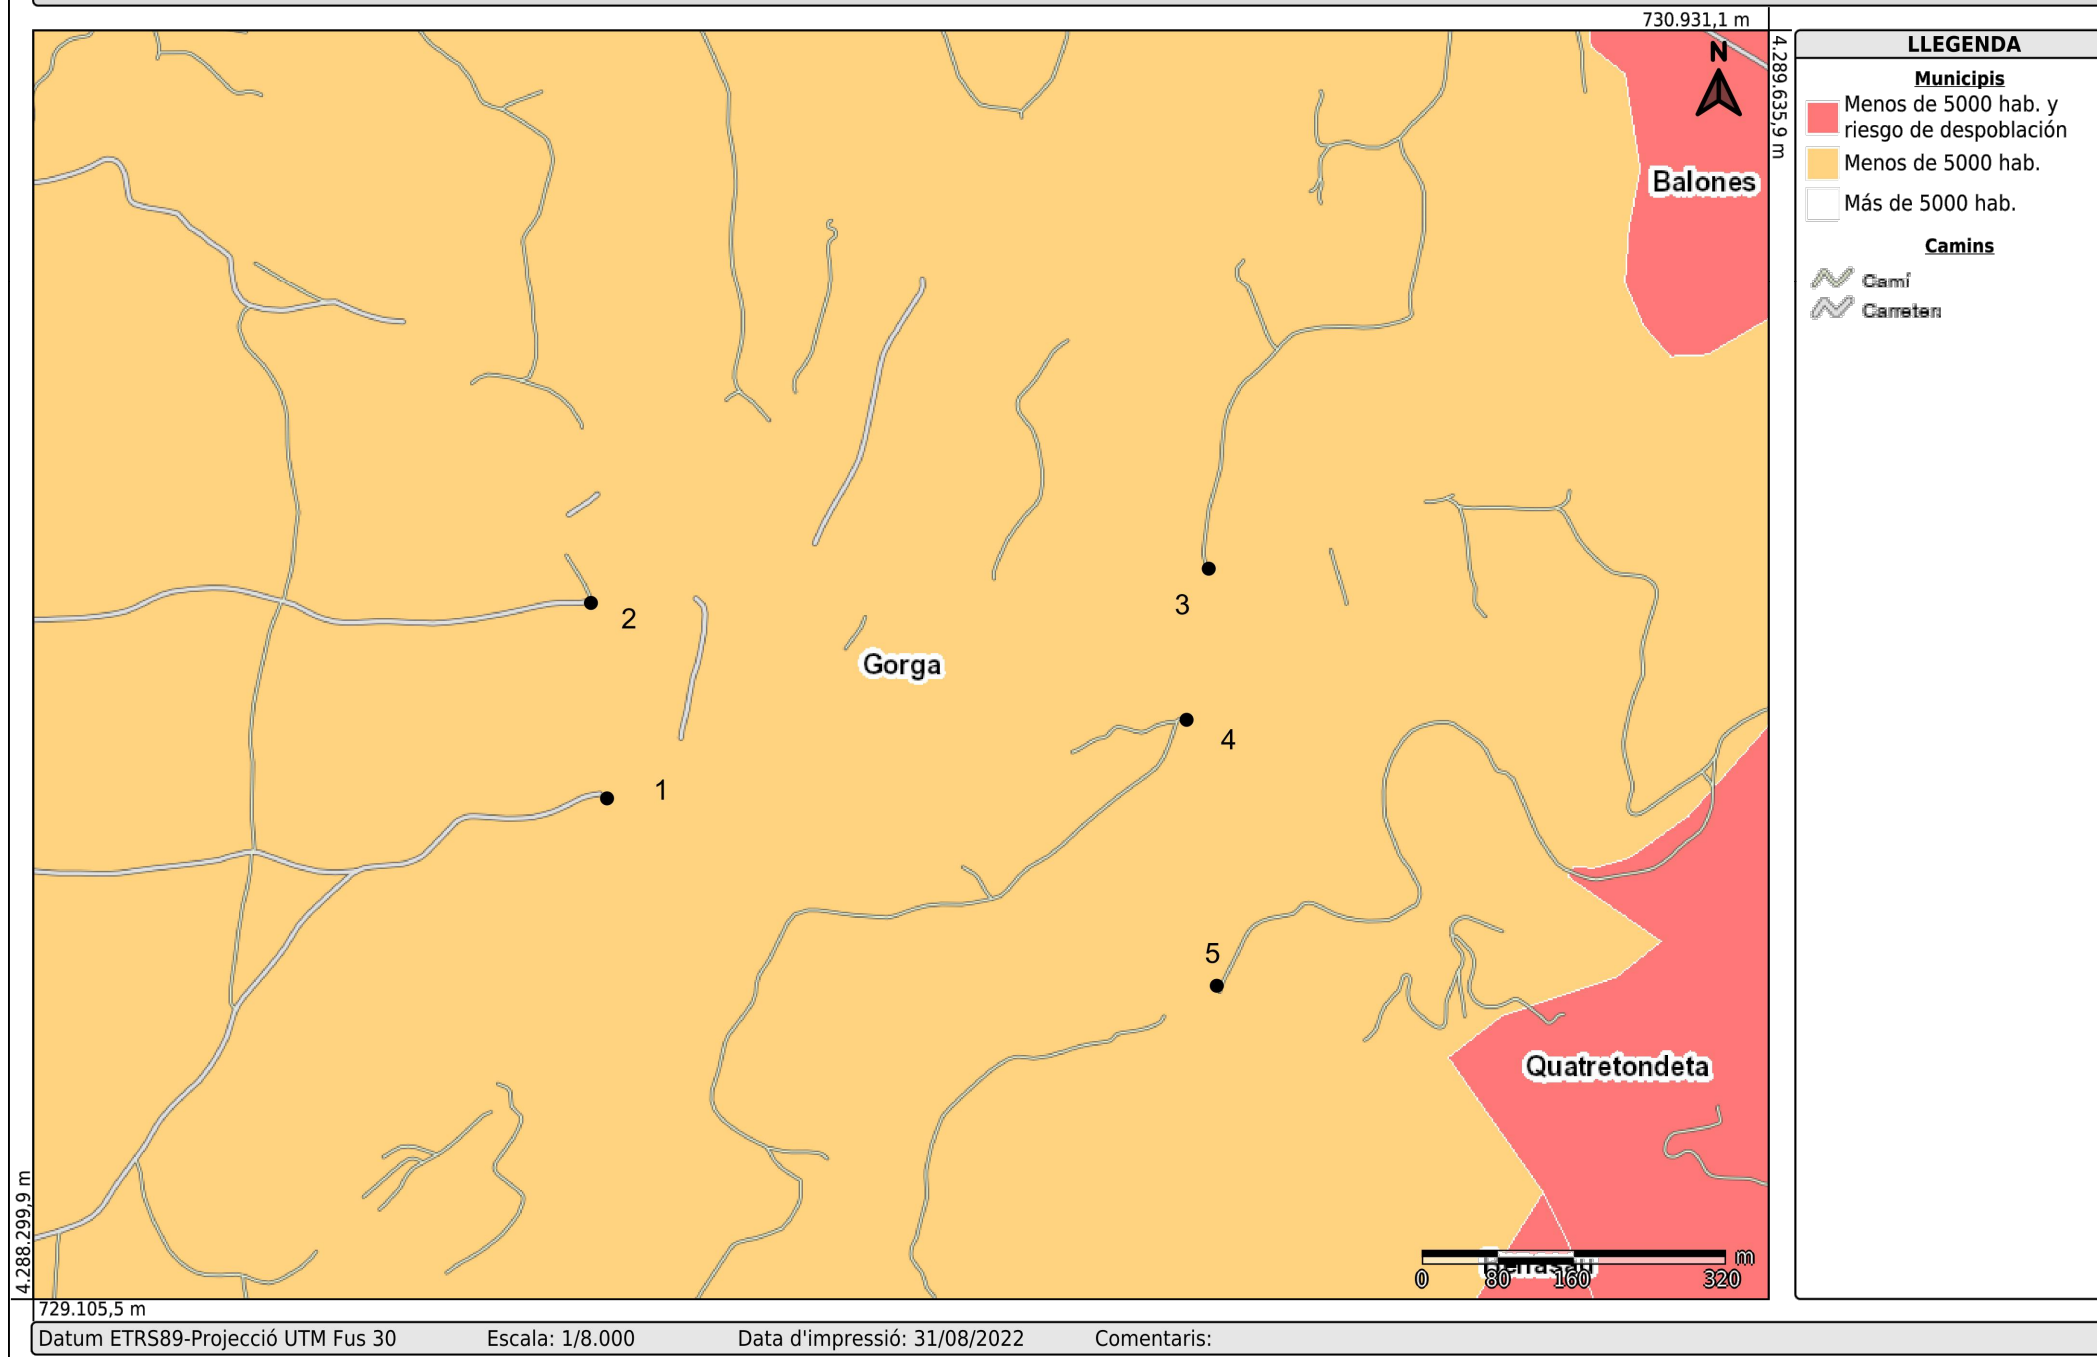 730.931,1 m
4.289.635,9 m
N
LLEGENDA
Municipis
Menos de 5000 hab. y
riesgo de despoblación
Menos de 5000 hab.
Más de 5000 hab.
Camins
Camí
Balones
2
3
Gorga
4
1
5
Quatretondeta
m
0 80 160 320
4.288.299,9 m
729.105,5 m
Datum ETRS89-Projecció UTM Fus 30 Escala: 1/8.000 Data d'impressió: 31/08/2022 Comentaris: